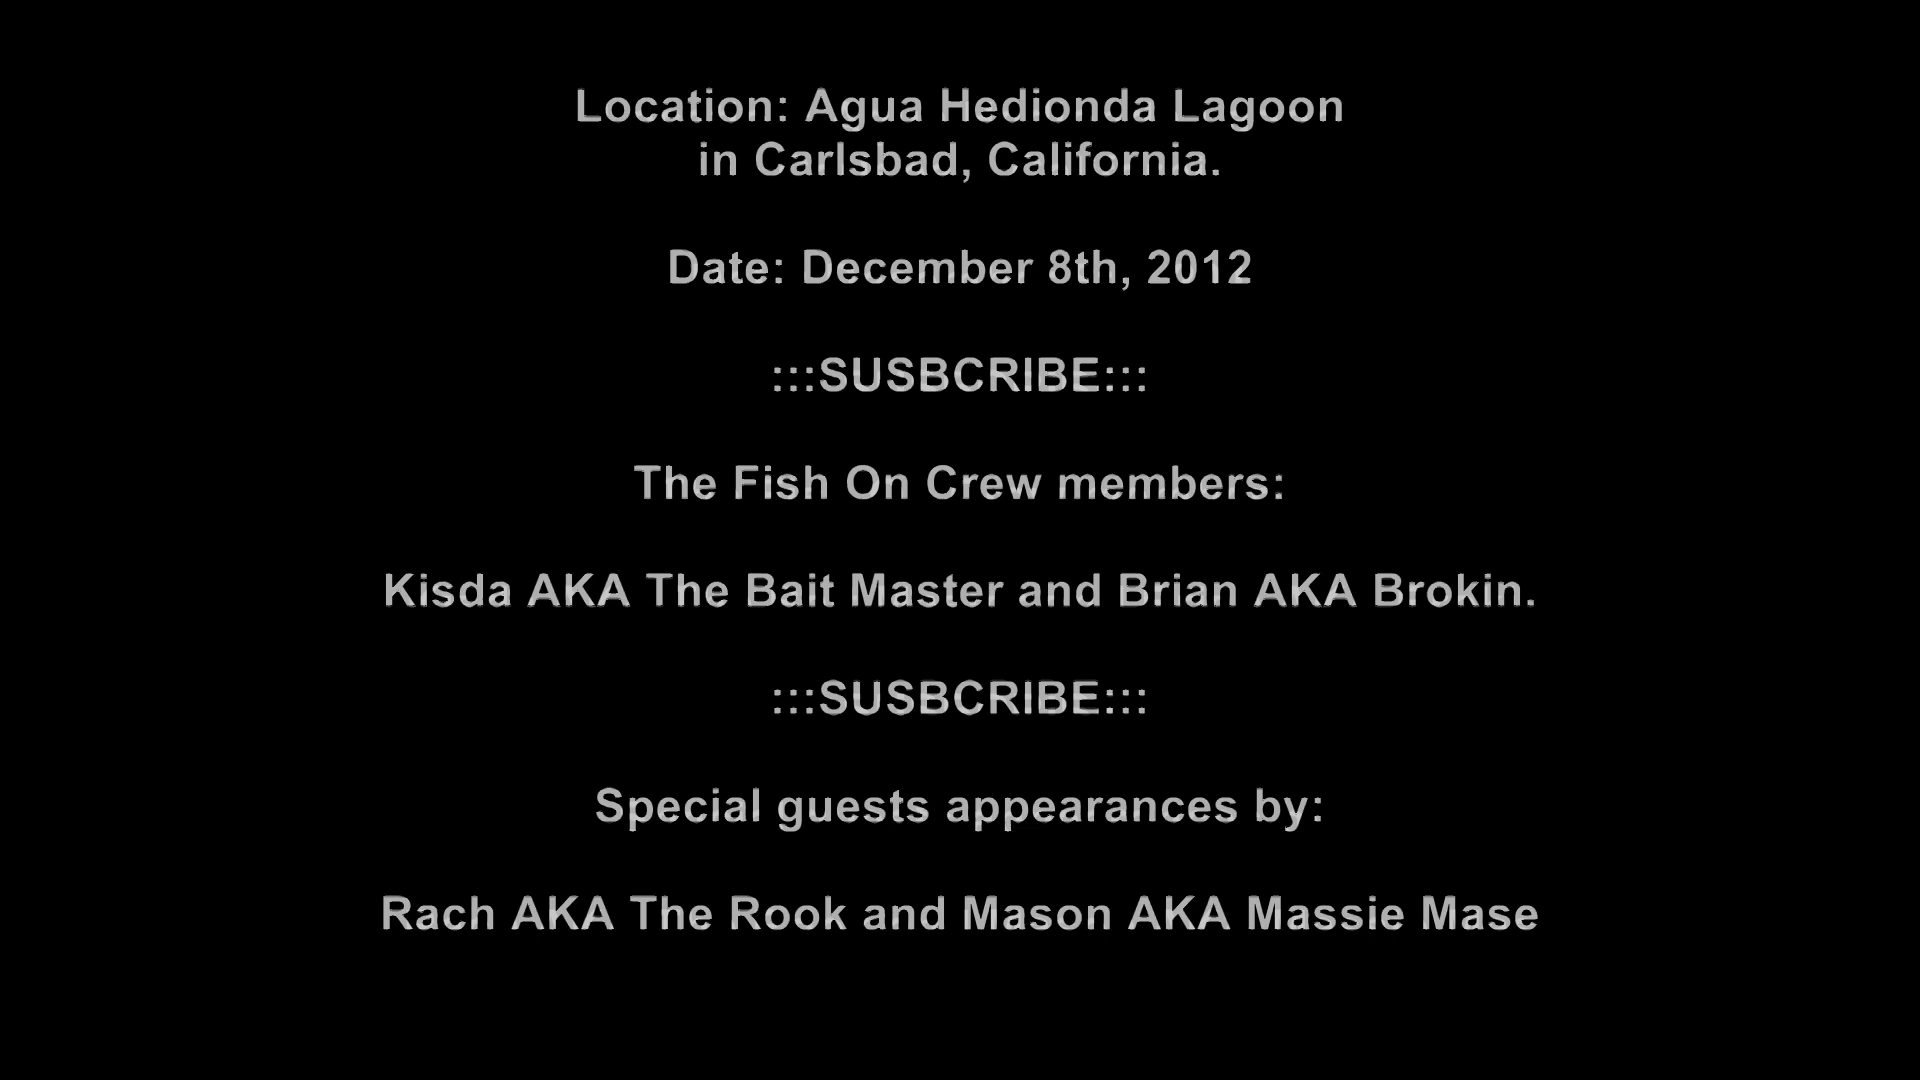 Location: Agua Hedionda Lagoon
in Carlsbad, California.
Date: December 8th, 2012
:::SUSBCRIBE:::
The Fish On Crew members:
Kisda AKA The Bait Master and Brian AKA Brokin.
:::SUSBCRIBE:::
Special guests appearances by:
Rach AKA The Rook and Mason AKA Massie Mase